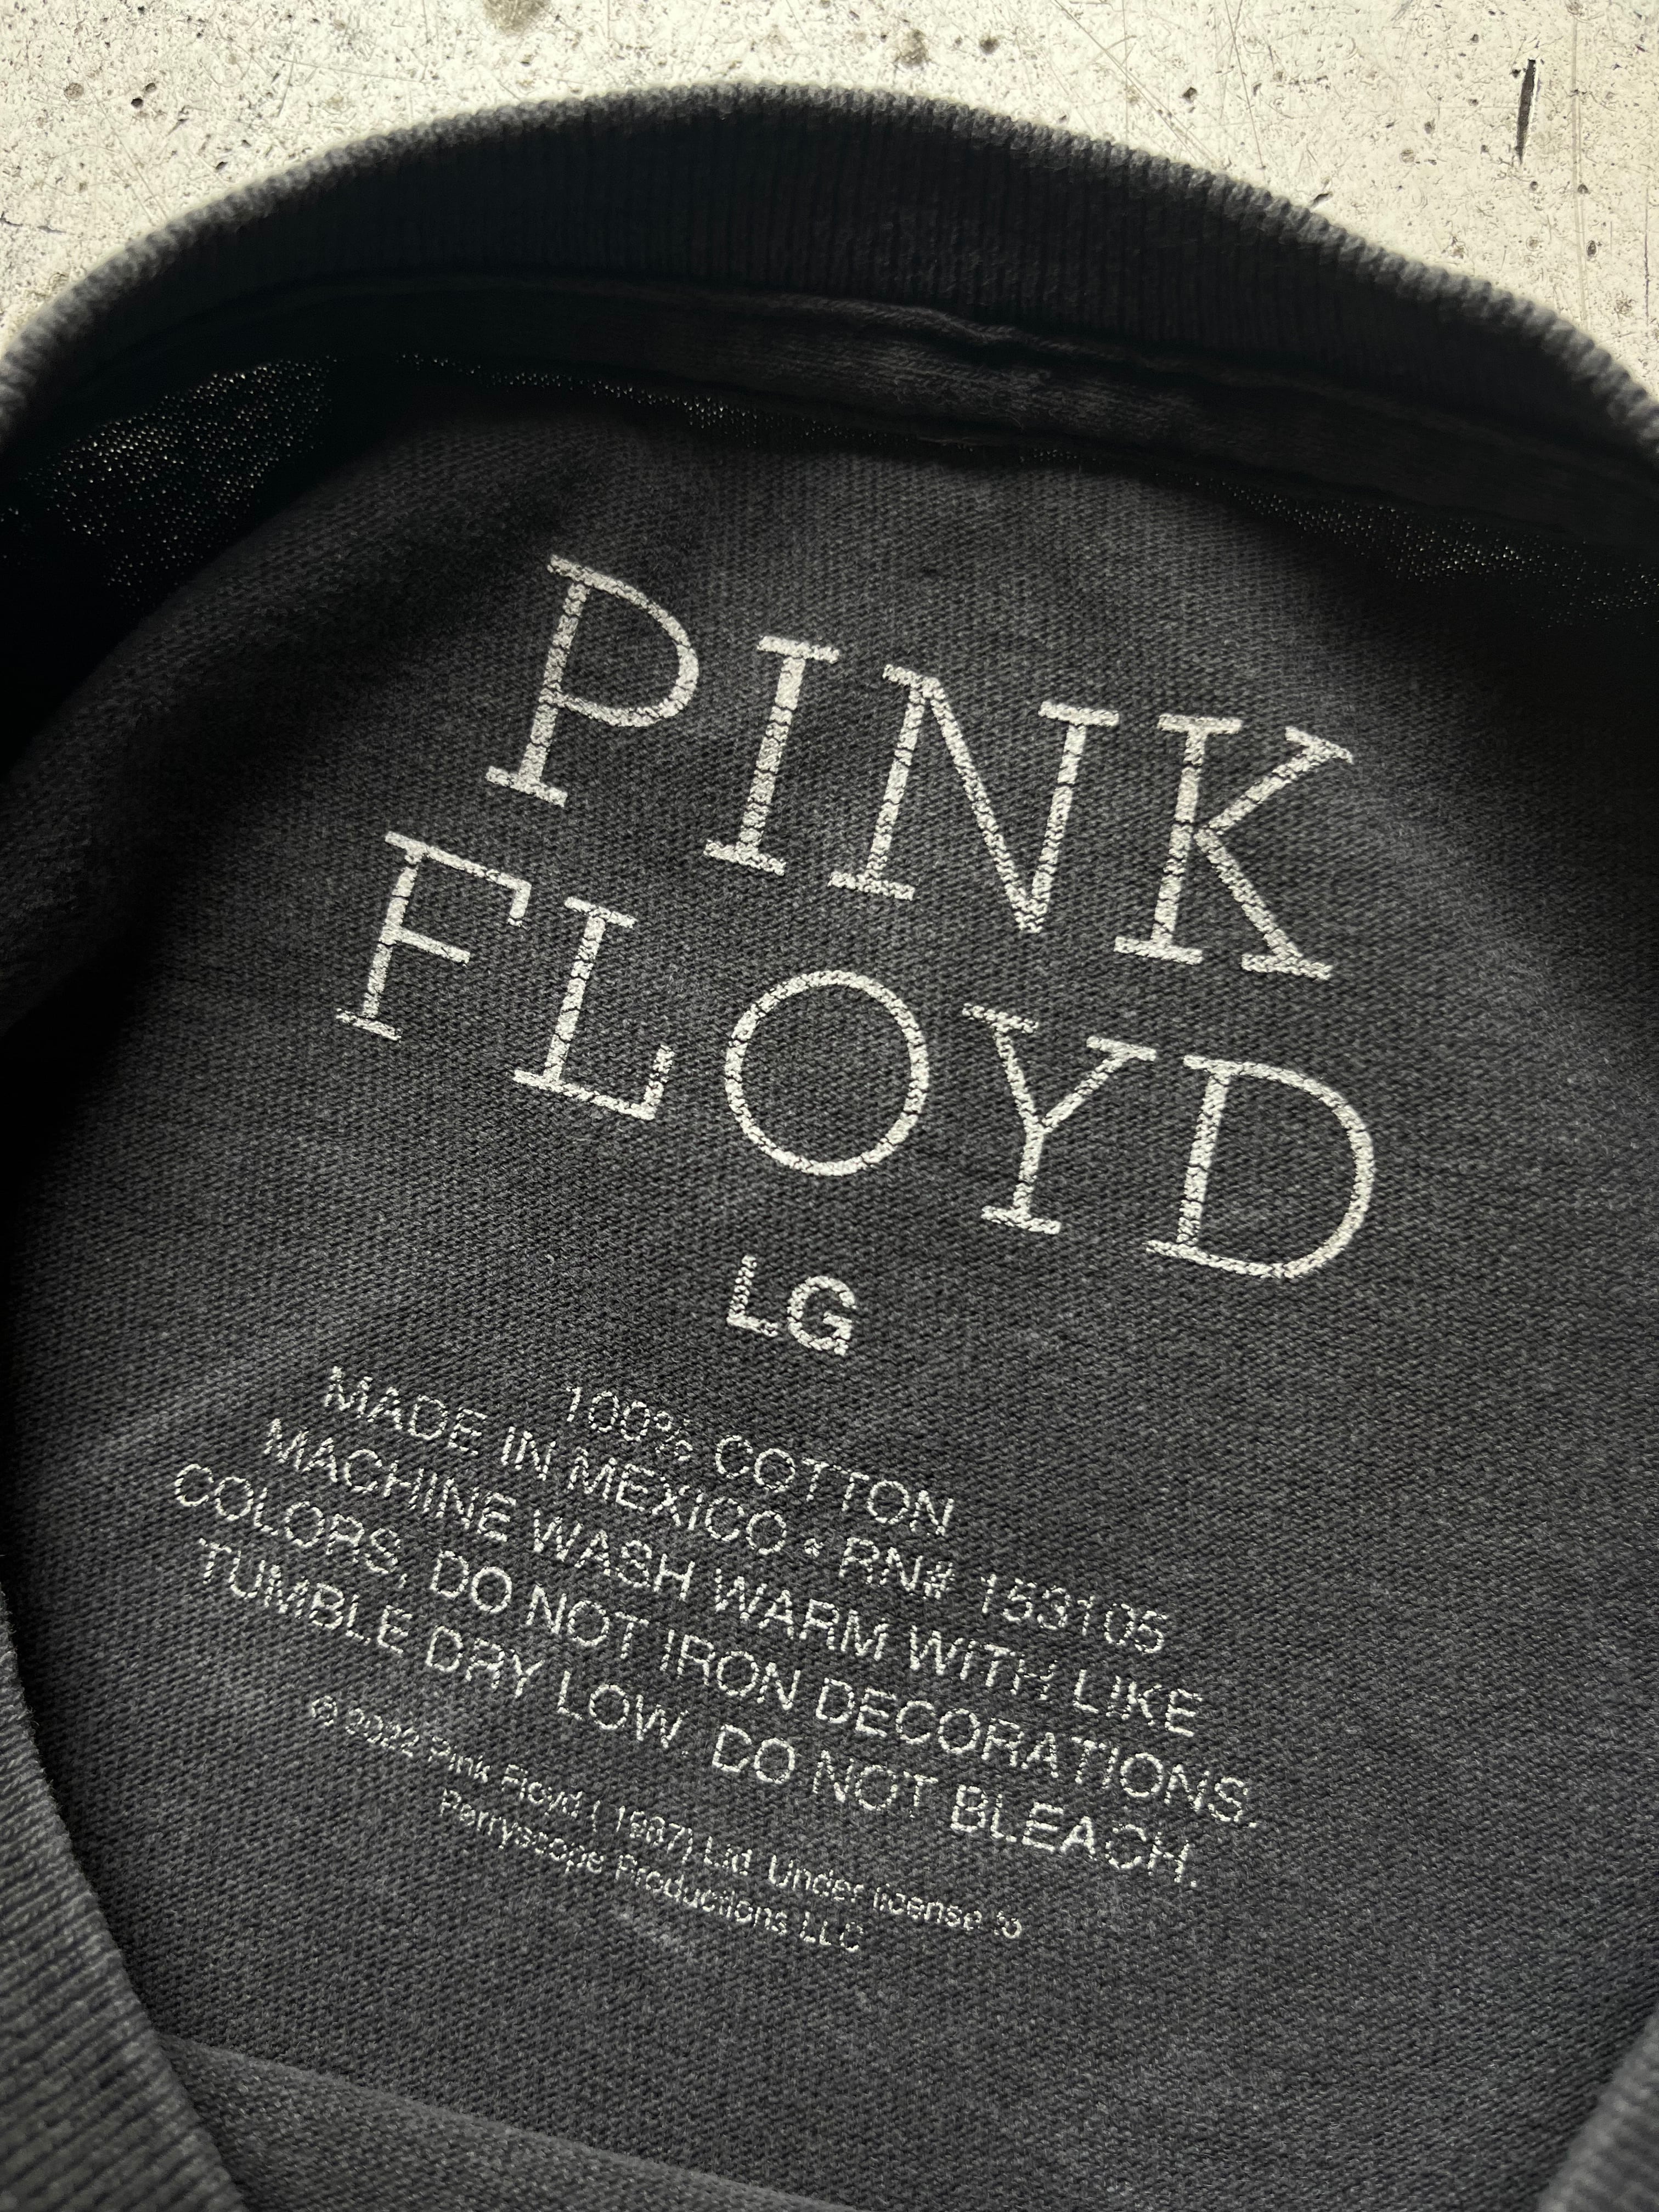 PINK
FLOYD
LG
100% COTTON
MADE IN MEXICO • RN# 153105
MACHINE WASH WARM WITH LIKE
COLORS, DO NOT IRON DECORATIONS.
TUMBLE DRY LOW. DO NOT BLEACH.
© 2022 Pink Floyd ( 1987) Ltd. Under license to
Perryscope Productions LLC